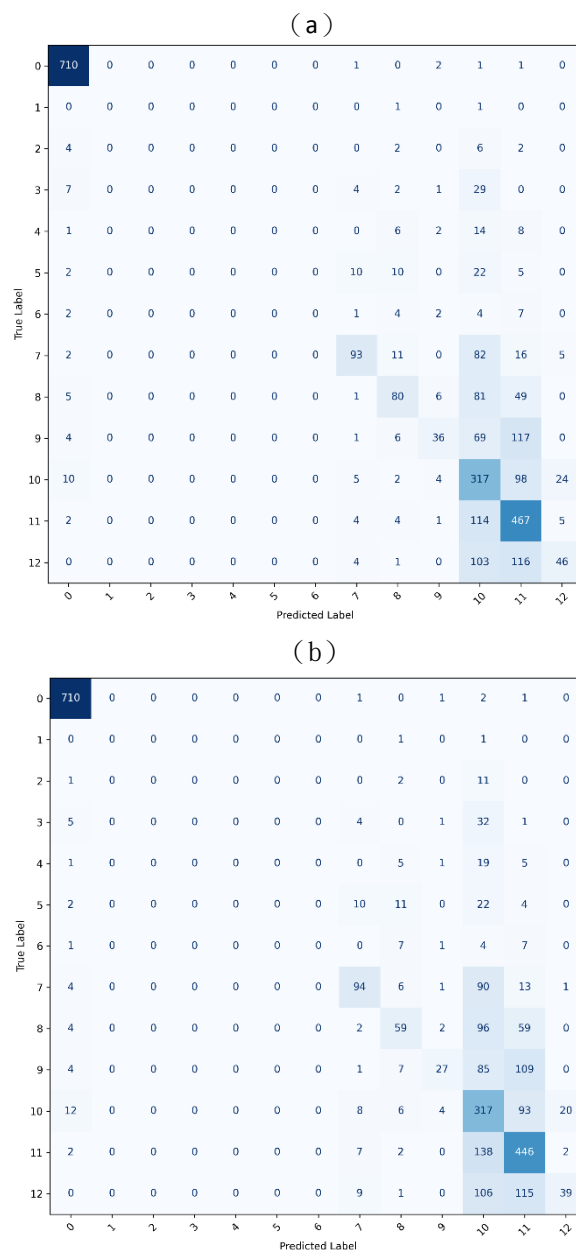 （a）
True Label
0 710 0 0 0 0 0 0 1 0 2 1 1 0
1 0 0 0 0 0 0 0 0 1 0 1 0 0
2 4 0 0 0 0 0 0 0 2 0 6 2 0
3 7 0 0 0 0 0 0 4 2 1 29 0 0
4 1 0 0 0 0 0 0 0 6 2 14 8 0
5 2 0 0 0 0 0 0 10 10 0 22 5 0
6 2 0 0 0 0 0 0 1 4 2 4 7 0
7 2 0 0 0 0 0 0 93 11 0 82 16 5
8 5 0 0 0 0 0 0 1 80 6 81 49 0
9 4 0 0 0 0 0 0 1 6 36 69 117 0
10 10 0 0 0 0 0 0 5 2 4 317 98 24
11 2 0 0 0 0 0 0 4 4 1 114 467 5
12 0 0 0 0 0 0 0 4 1 0 103 116 46
0 1 2 3 4 5 6 7 8 9 10 11 12
Predicted Label
（b）
True Label
0 710 0 0 0 0 0 0 1 0 1 2 1 0
1 0 0 0 0 0 0 0 0 1 0 1 0 0
2 1 0 0 0 0 0 0 0 2 0 11 0 0
3 5 0 0 0 0 0 0 4 0 1 32 1 0
4 1 0 0 0 0 0 0 0 5 1 19 5 0
5 2 0 0 0 0 0 0 10 11 0 22 4 0
6 1 0 0 0 0 0 0 0 7 1 4 7 0
7 4 0 0 0 0 0 0 94 6 1 90 13 1
8 4 0 0 0 0 0 0 2 59 2 96 59 0
9 4 0 0 0 0 0 0 1 7 27 85 109 0
10 12 0 0 0 0 0 0 8 6 4 317 93 20
11 2 0 0 0 0 0 0 7 2 0 138 446 2
12 0 0 0 0 0 0 0 9 1 0 106 115 39
0 1 2 3 4 5 6 7 8 9 10 11 12
Predicted Label